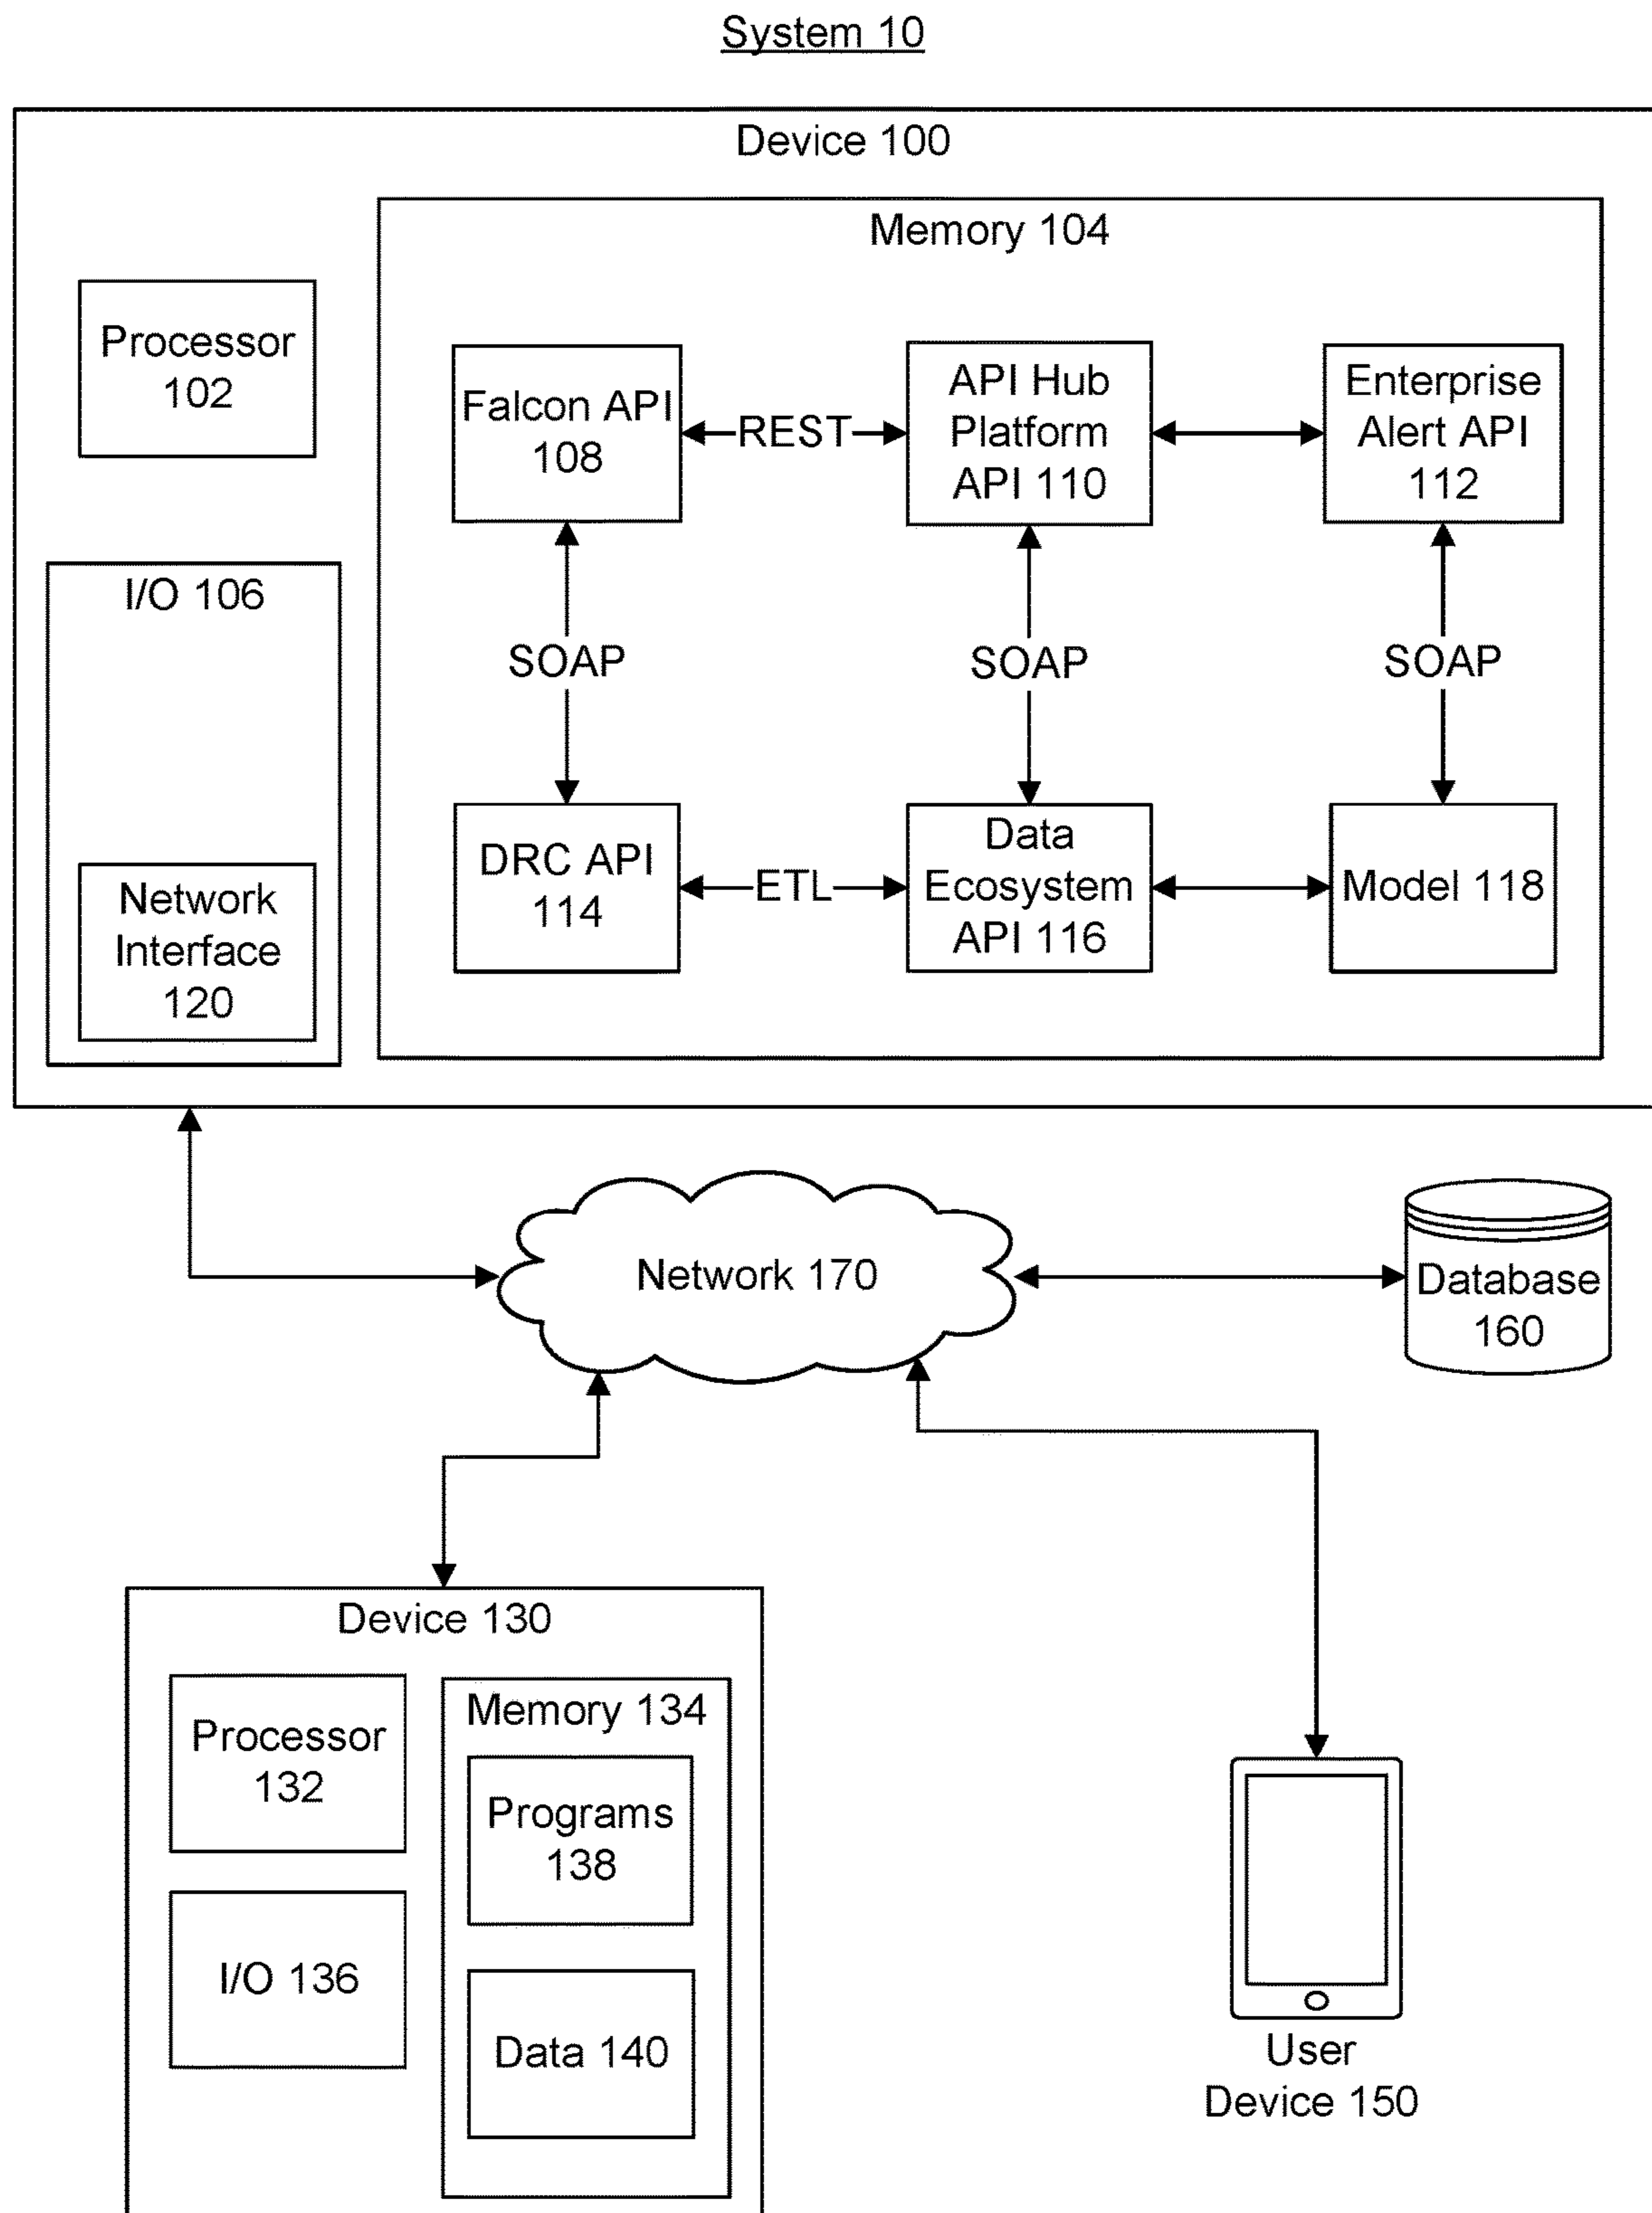 System 10
Device 100
Memory 104
Processor
102
Falcon API
108
REST
API Hub
Platform
API 110
Enterprise
Alert API
112
I/O 106
SOAP
SOAP
SOAP
Network
Interface
120
DRC API
114
ETL
Data
Ecosystem
API 116
Model 118
Network 170
Database
160
Device 130
Processor
132
Memory 134
Programs
138
I/O 136
Data 140
User
Device 150